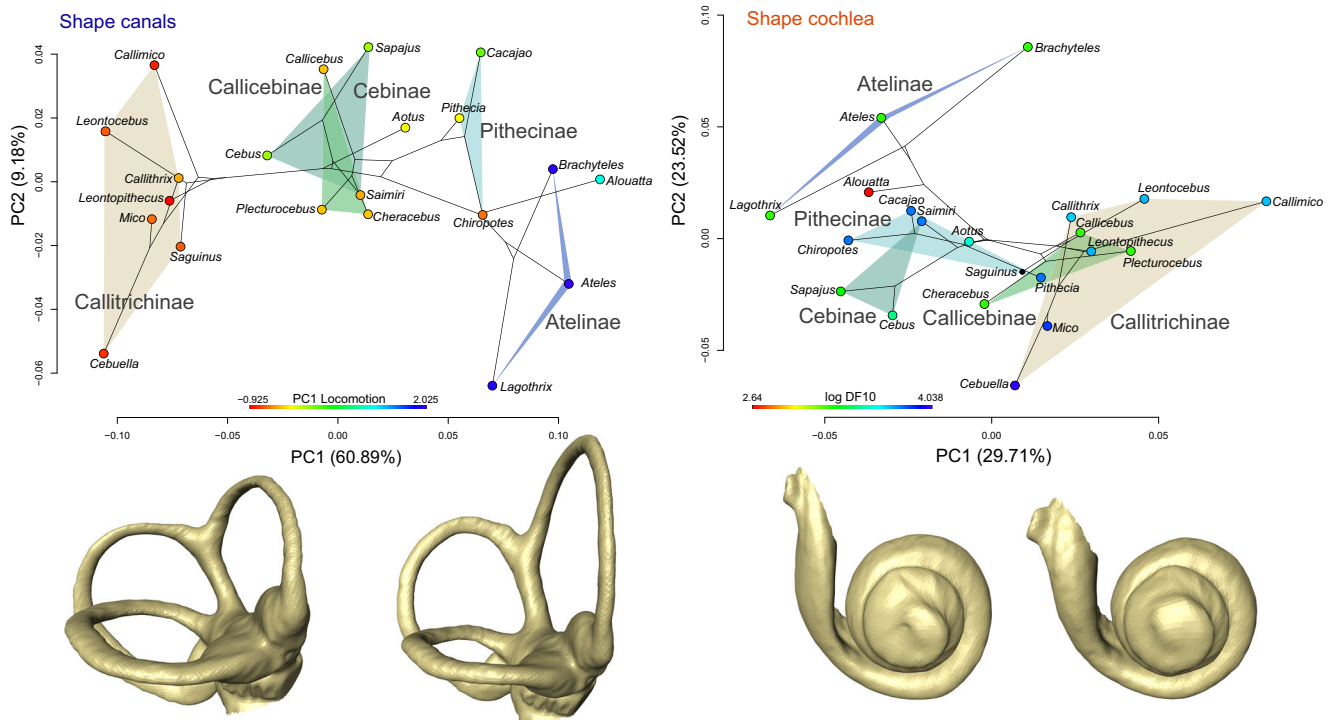 Shape canals
PC2 (9.18%)
0.04
0.02
0.00
−0.02
−0.04
−0.06
Callimico
Leontocebus
Callithrix
Leontopithecus
Mico
Saguinus
Callitrichinae
Cebuella
Callicebus
Sapajus
Callicebinae
Cebinae
Aotus
Cebus
Saimiri
Plecturocebus
Cheracebus
Cacajao
Pithecia
Pithecinae
Chiropotes
Brachyteles
Alouatta
Ateles
Atelinae
Lagothrix
−0.925
PC1 Locomotion
2.025
−0.10
−0.05
0.00
0.05
0.10
PC1 (60.89%)
Shape cochlea
PC2 (23.52%)
0.10
0.05
0.00
−0.05
Brachyteles
Atelinae
Ateles
Alouatta
Lagothrix
Cacajao
Pithecinae
Saimiri
Chiropotes
Aotus
Sapajus
Cebinae
Cebus
Leontocebus
Callithrix
Callimico
Callicebus
Leontopithecus
Plecturocebus
Saguinus
Pithecia
Cheracebus
Callicebinae
Callitrichinae
Mico
Cebuella
2.64
log DF10
4.038
−0.05
0.00
0.05
PC1 (29.71%)